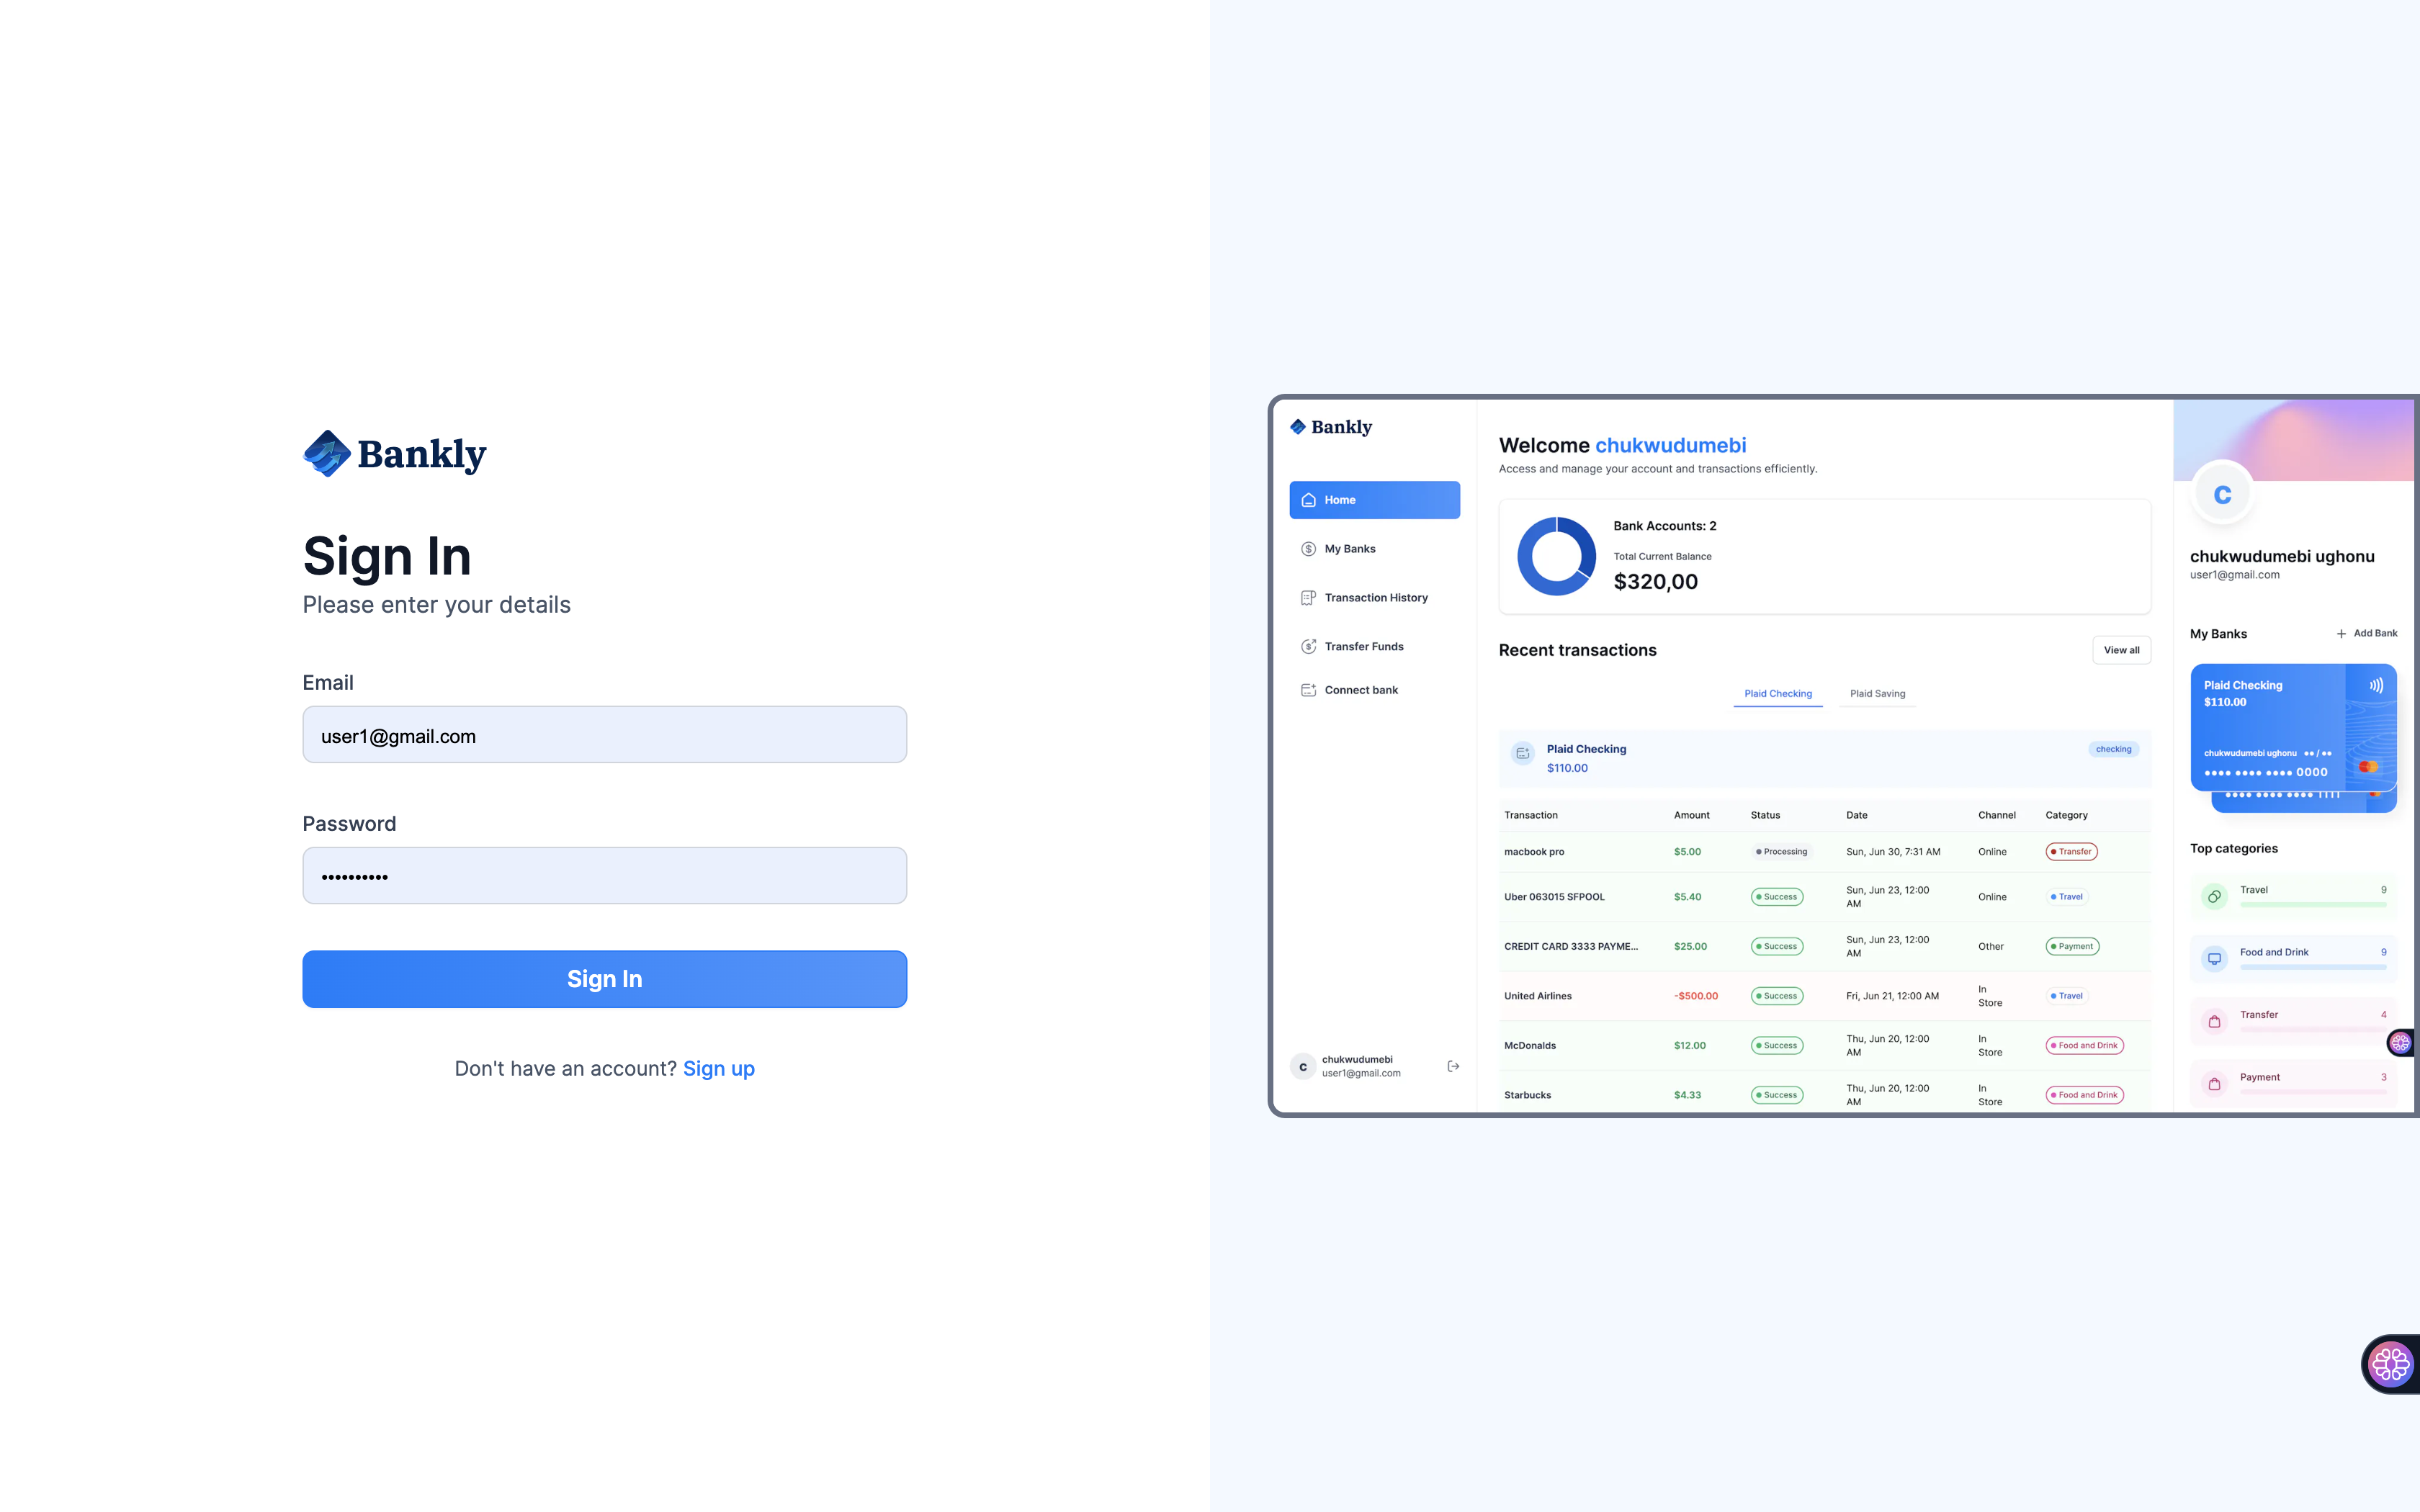 Bankly
Sign In
Please enter your details
Email
user1@gmail.com
Password
••••••••••
Sign In
Don't have an account? Sign up
Bankly
Home
My Banks
Transaction History
Transfer Funds
Connect bank
c
chukwudumebi
user1@gmail.com
Welcome chukwudumebi
Access and manage your account and transactions efficiently.
Bank Accounts: 2
Total Current Balance
$320,00
Recent transactions
View all
Plaid Checking Plaid Saving
Plaid Checking
checking
$110.00
Transaction Amount Status Date Channel Category
macbook pro $5.00 Processing Sun, Jun 30, 7:31 AM Online Transfer
Uber 063015 SFPOOL $5.40 Success Sun, Jun 23, 12:00 AM Online Travel
CREDIT CARD 3333 PAYME... $25.00 Success Sun, Jun 23, 12:00 AM Other Payment
United Airlines -$500.00 Success Fri, Jun 21, 12:00 AM In Store Travel
McDonalds $12.00 Success Thu, Jun 20, 12:00 AM In Store Food and Drink
Starbucks $4.33 Success Thu, Jun 20, 12:00 AM In Store Food and Drink
c
chukwudumebi ughonu
user1@gmail.com
My Banks
+ Add Bank
Plaid Checking
$110.00
chukwudumebi ughonu ●● / ●●
●●●● ●●●● ●●●● 0000
●●●● ●●●● ●●●● 1111
Top categories
Travel 9
Food and Drink 9
Transfer 4
Payment 3